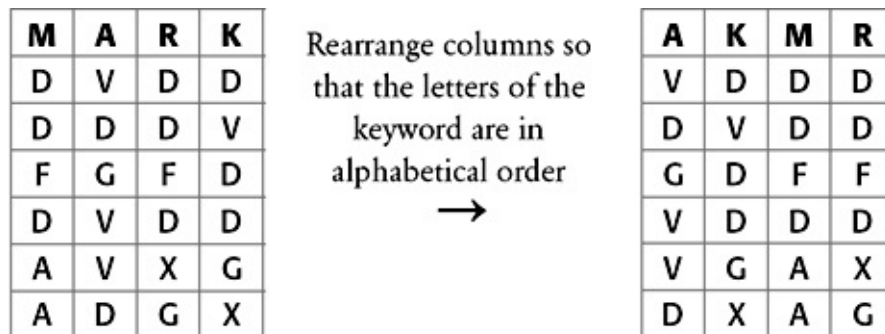 M A R K
D V D D
D D D V
F G F D
D V D D
A V X G
A D G X
Rearrange columns so
that the letters of the
keyword are in
alphabetical order
→
A K M R
V D D D
D V D D
G D F F
V D D D
V G A X
D X A G